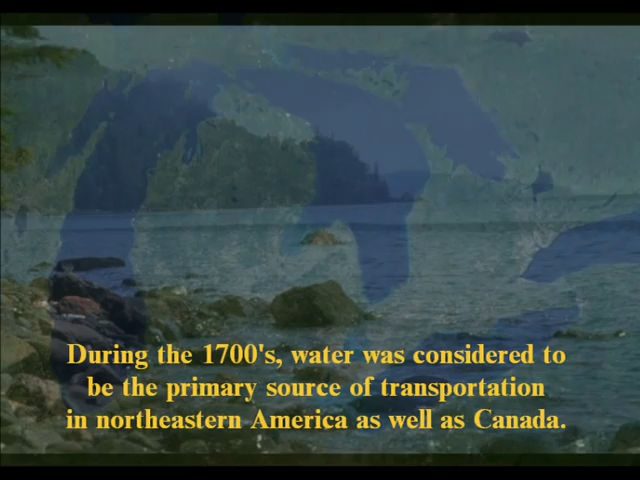 During the 1700's, water was considered to
be the primary source of transportation
in northeastern America as well as Canada.